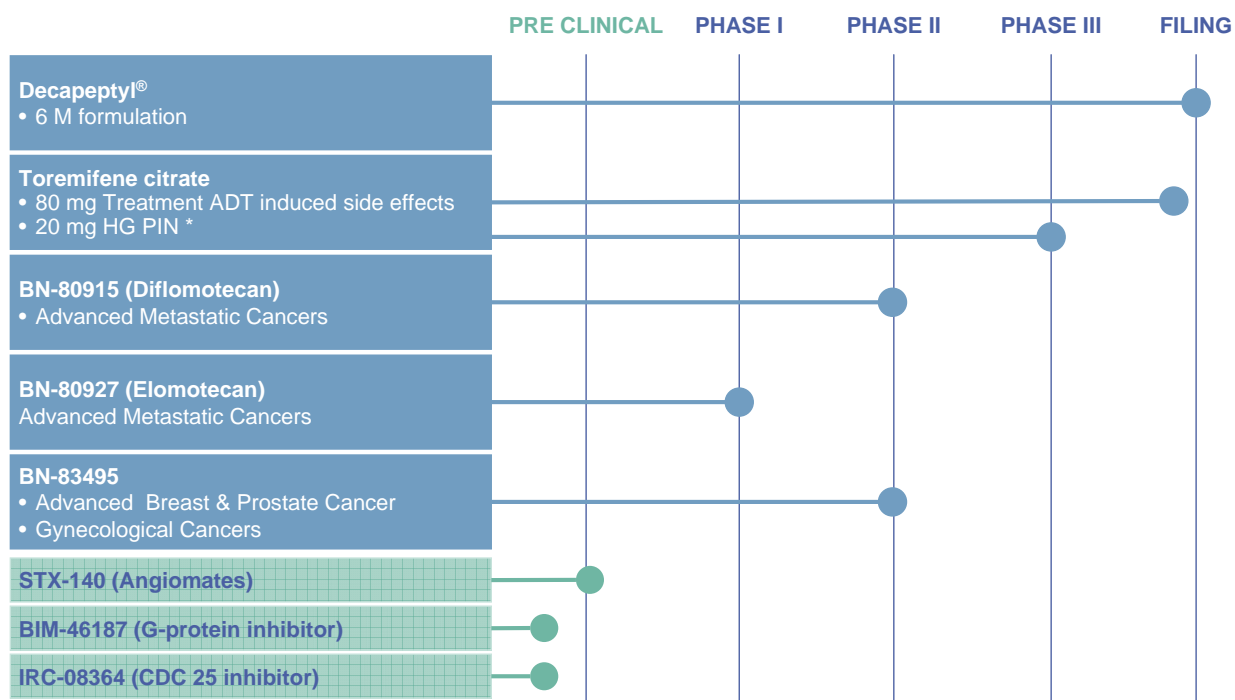 PRE CLINICAL PHASE I PHASE II PHASE III FILING
Decapeptyl®
• 6 M formulation
Toremifene citrate
• 80 mg Treatment ADT induced side effects
• 20 mg HG PIN *
BN-80915 (Diflomotecan)
• Advanced Metastatic Cancers
BN-80927 (Elomotecan)
Advanced Metastatic Cancers
BN-83495
• Advanced Breast & Prostate Cancer
• Gynecological Cancers
STX-140 (Angiomates)
BIM-46187 (G-protein inhibitor)
IRC-08364 (CDC 25 inhibitor)